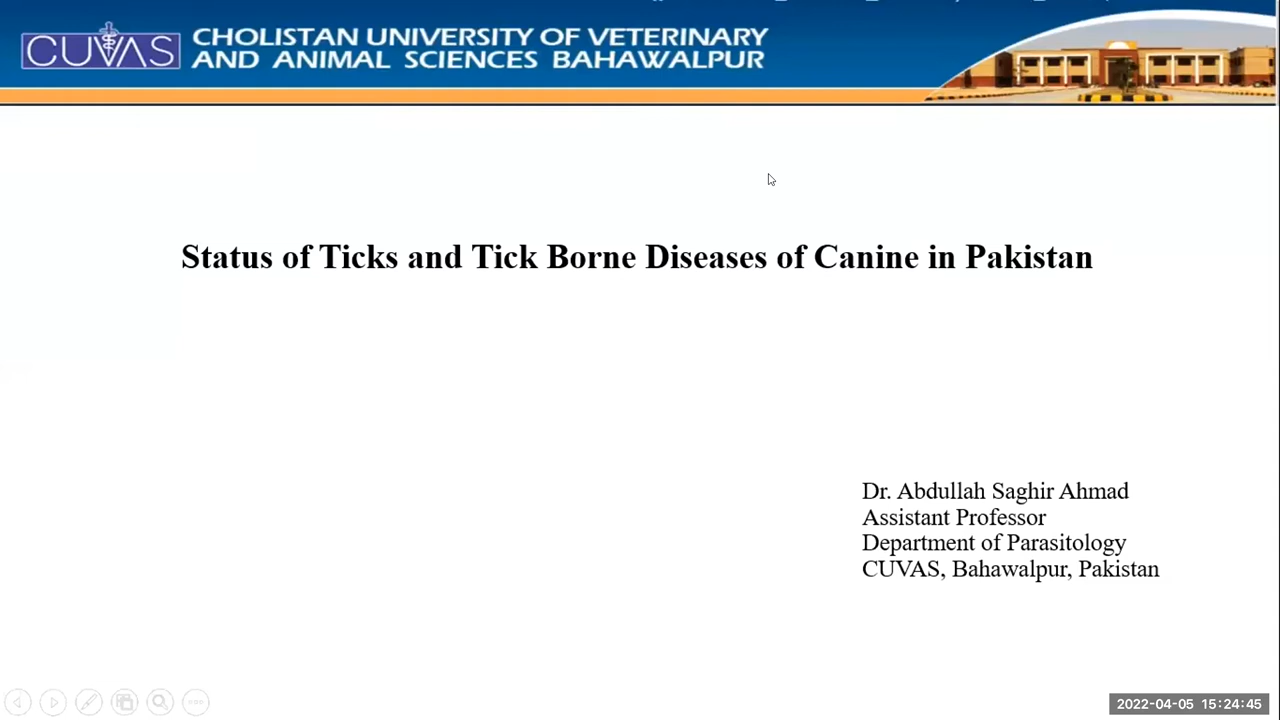 CUVAS
CHOLISTAN UNIVERSITY OF VETERINARY
AND ANIMAL SCIENCES BAHAWALPUR
Status of Ticks and Tick Borne Diseases of Canine in Pakistan
Dr. Abdullah Saghir Ahmad
Assistant Professor
Department of Parasitology
CUVAS, Bahawalpur, Pakistan
2022-04-05 15:24:45